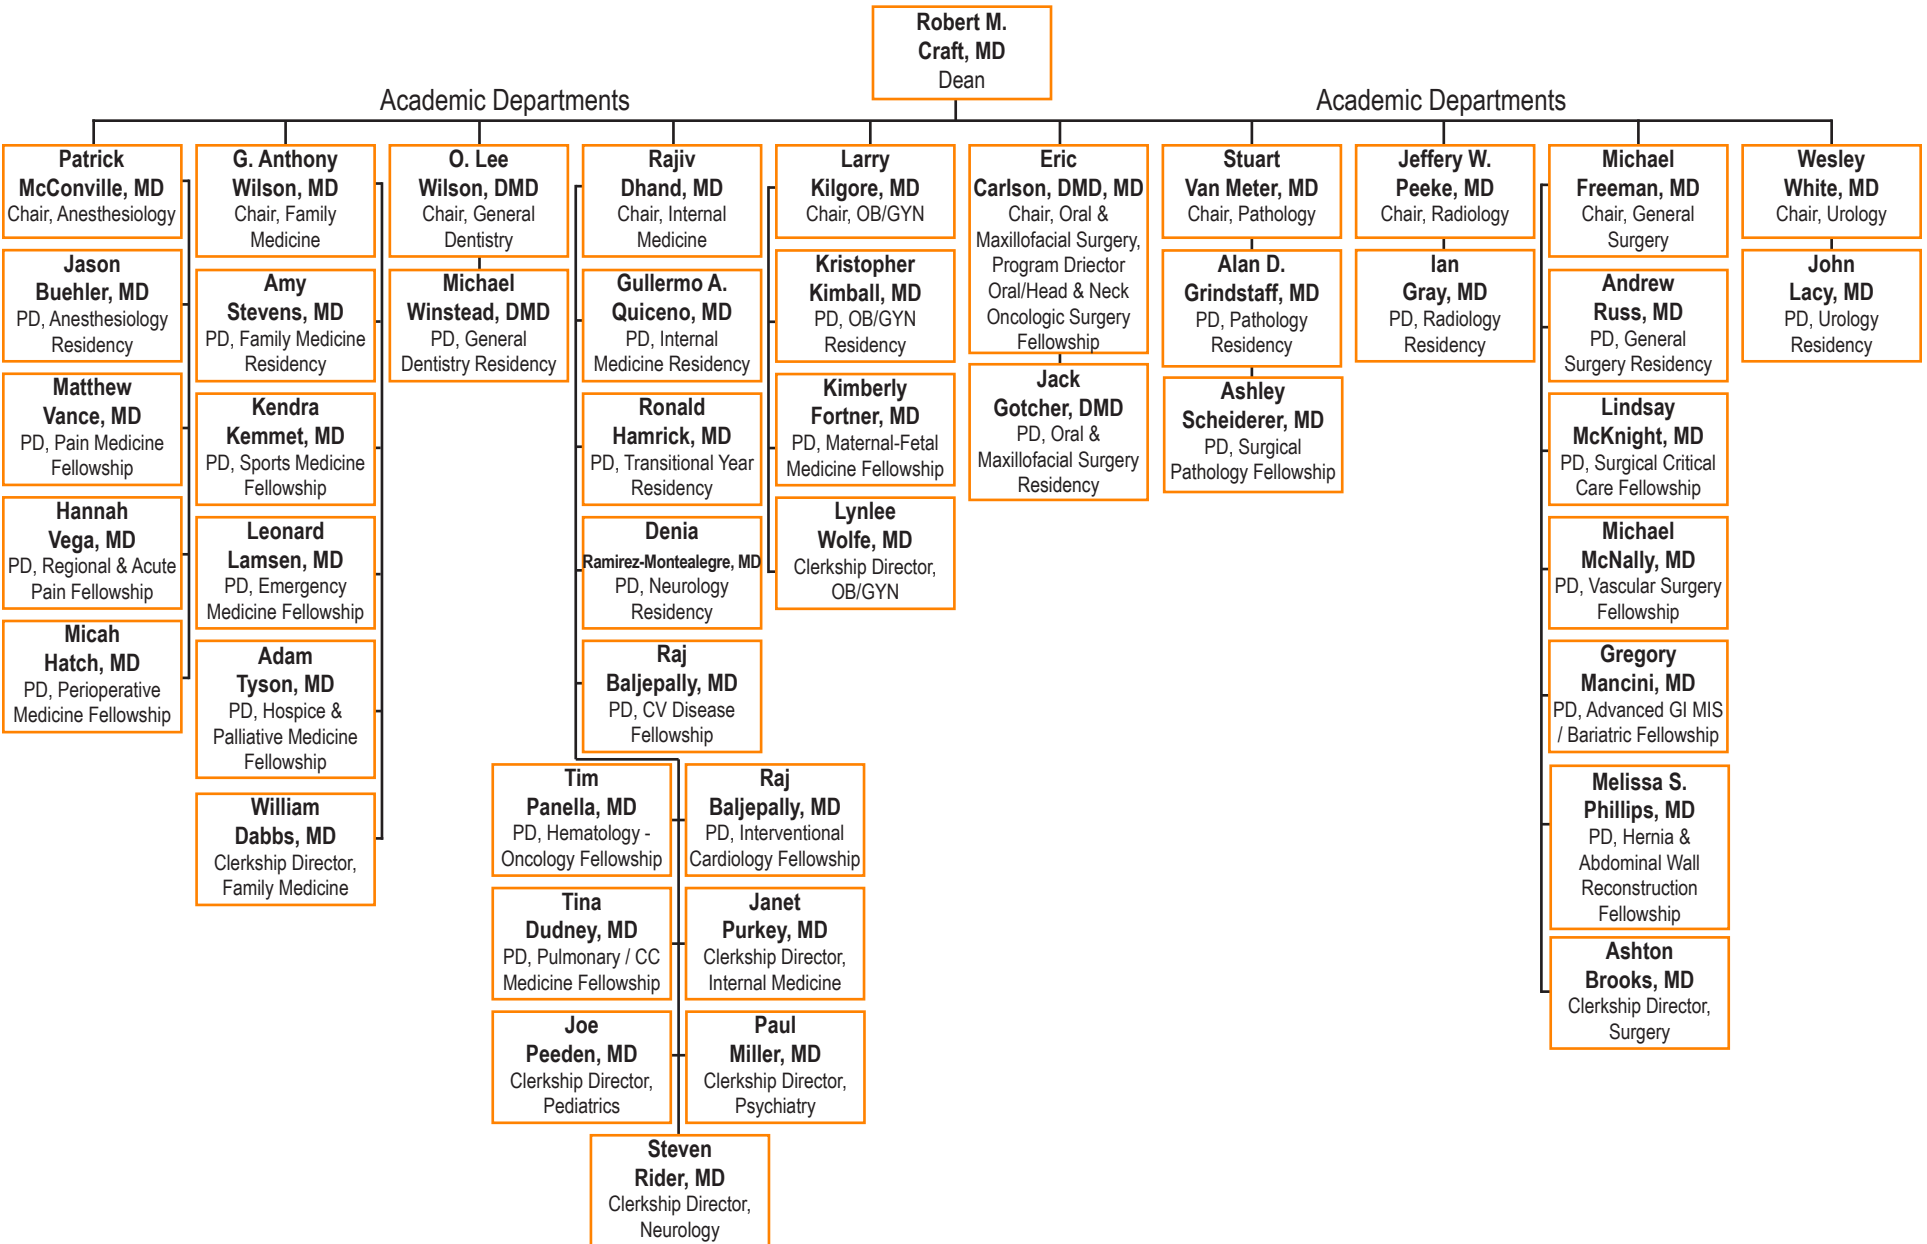 Robert M.
Craft, MD
Dean
Academic Departments
Academic Departments
Patrick
McConville, MD
Chair, Anesthesiology
Jason
Buehler, MD
PD, Anesthesiology
Residency
Matthew
Vance, MD
PD, Pain Medicine
Fellowship
Hannah
Vega, MD
PD, Regional & Acute
Pain Fellowship
Micah
Hatch, MD
PD, Perioperative
Medicine Fellowship
G. Anthony
Wilson, MD
Chair, Family
Medicine
Amy
Stevens, MD
PD, Family Medicine
Residency
Kendra
Kemmet, MD
PD, Sports Medicine
Fellowship
Leonard
Lamsen, MD
PD, Emergency
Medicine Fellowship
Adam
Tyson, MD
PD, Hospice &
Palliative Medicine
Fellowship
William
Dabbs, MD
Clerkship Director,
Family Medicine
O. Lee
Wilson, DMD
Chair, General
Dentistry
Michael
Winstead, DMD
PD, General
Dentistry Residency
Rajiv
Dhand, MD
Chair, Internal
Medicine
Gullermo A.
Quiceno, MD
PD, Internal
Medicine Residency
Ronald
Hamrick, MD
PD, Transitional Year
Residency
Denia
Ramirez-Montealegre, MD
PD, Neurology
Residency
Raj
Baljepally, MD
PD, CV Disease
Fellowship
Tim
Panella, MD
PD, Hematology -
Oncology Fellowship
Raj
Baljepally, MD
PD, Interventional
Cardiology Fellowship
Tina
Dudney, MD
PD, Pulmonary / CC
Medicine Fellowship
Janet
Purkey, MD
Clerkship Director,
Internal Medicine
Joe
Peeden, MD
Clerkship Director,
Pediatrics
Paul
Miller, MD
Clerkship Director,
Psychiatry
Steven
Rider, MD
Clerkship Director,
Neurology
Larry
Kilgore, MD
Chair, OB/GYN
Kristopher
Kimball, MD
PD, OB/GYN
Residency
Kimberly
Fortner, MD
PD, Maternal-Fetal
Medicine Fellowship
Lynlee
Wolfe, MD
Clerkship Director,
OB/GYN
Eric
Carlson, DMD, MD
Chair, Oral &
Maxillofacial Surgery,
Program Driector
Oral/Head & Neck
Oncologic Surgery
Fellowship
Jack
Gotcher, DMD
PD, Oral &
Maxillofacial Surgery
Residency
Stuart
Van Meter, MD
Chair, Pathology
Alan D.
Grindstaff, MD
PD, Pathology
Residency
Ashley
Scheiderer, MD
PD, Surgical
Pathology Fellowship
Jeffery W.
Peeke, MD
Chair, Radiology
Ian
Gray, MD
PD, Radiology
Residency
Michael
Freeman, MD
Chair, General
Surgery
Andrew
Russ, MD
PD, General
Surgery Residency
Lindsay
McKnight, MD
PD, Surgical Critical
Care Fellowship
Michael
McNally, MD
PD, Vascular Surgery
Fellowship
Gregory
Mancini, MD
PD, Advanced GI MIS
/ Bariatric Fellowship
Melissa S.
Phillips, MD
PD, Hernia &
Abdominal Wall
Reconstruction
Fellowship
Ashton
Brooks, MD
Clerkship Director,
Surgery
Wesley
White, MD
Chair, Urology
John
Lacy, MD
PD, Urology
Residency